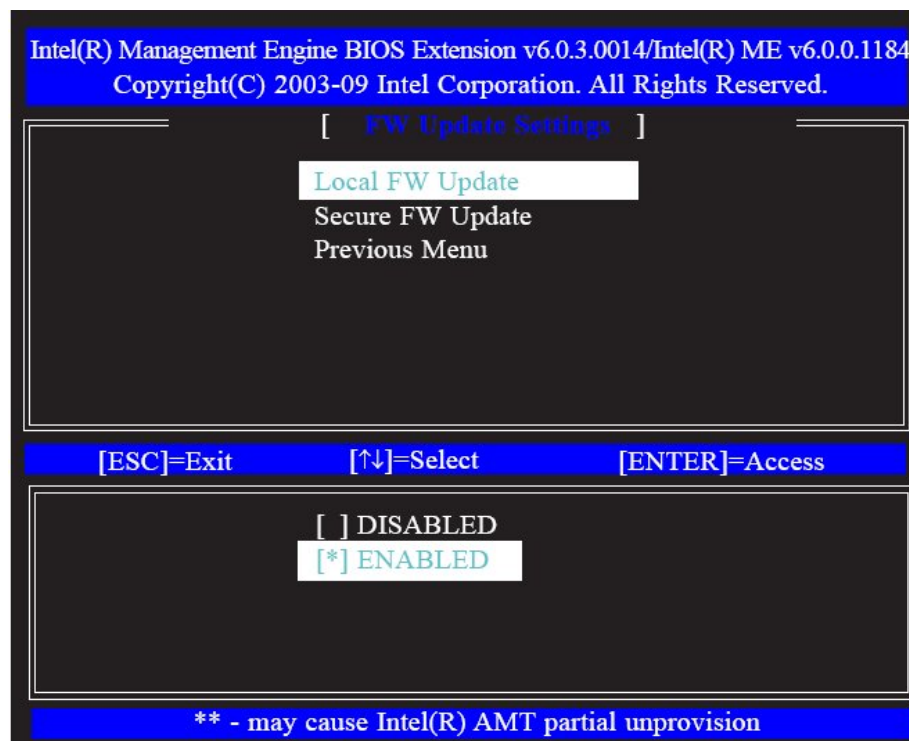 Intel(R) Management Engine BIOS Extension v6.0.3.0014/Intel(R) ME v6.0.0.1184
Copyright(C) 2003-09 Intel Corporation. All Rights Reserved.
[ FW Update Settings ]
Local FW Update
Secure FW Update
Previous Menu
[ESC]=Exit [↑↓]=Select [ENTER]=Access
[ ] DISABLED
[*] ENABLED
** - may cause Intel(R) AMT partial unprovision